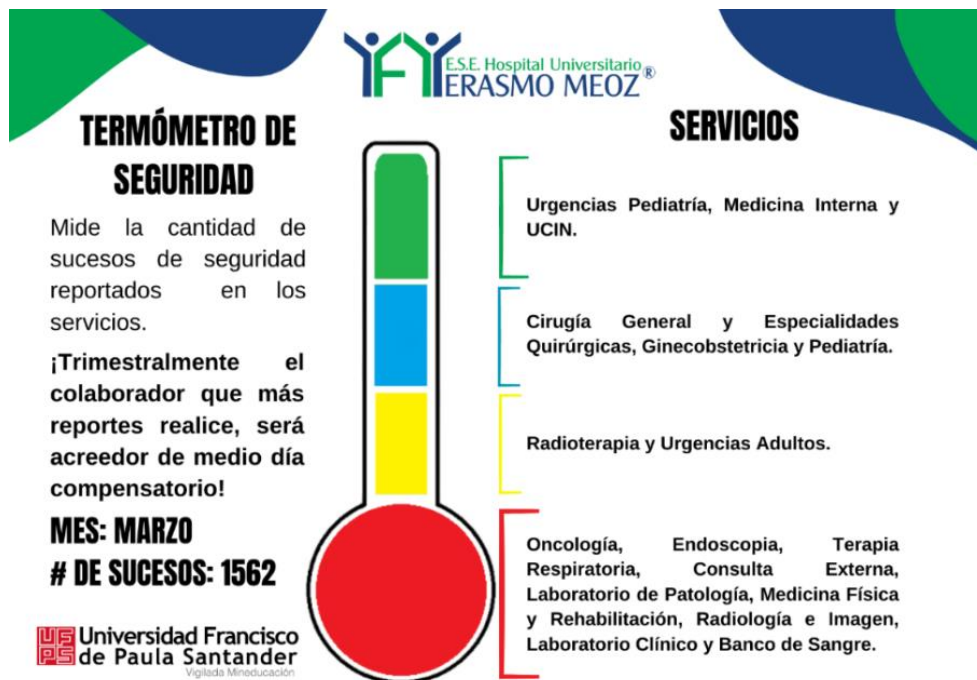 E.S.E. Hospital Universitario
ERASMO MEOZ®
TERMÓMETRO DE
SEGURIDAD
Mide la cantidad de
sucesos de seguridad
reportados en los
servicios.
¡Trimestralmente el
colaborador que más
reportes realice, será
acreedor de medio día
compensatorio!
MES: MARZO
# DE SUCESOS: 1562
UFPS
Universidad Francisco
de Paula Santander
Vigilada Mineducación
SERVICIOS
Urgencias Pediatría, Medicina Interna y
UCIN.
Cirugía General y Especialidades
Quirúrgicas, Ginecobstetricia y Pediatría.
Radioterapia y Urgencias Adultos.
Oncología, Endoscopia, Terapia
Respiratoria, Consulta Externa,
Laboratorio de Patología, Medicina Física
y Rehabilitación, Radiología e Imagen,
Laboratorio Clínico y Banco de Sangre.